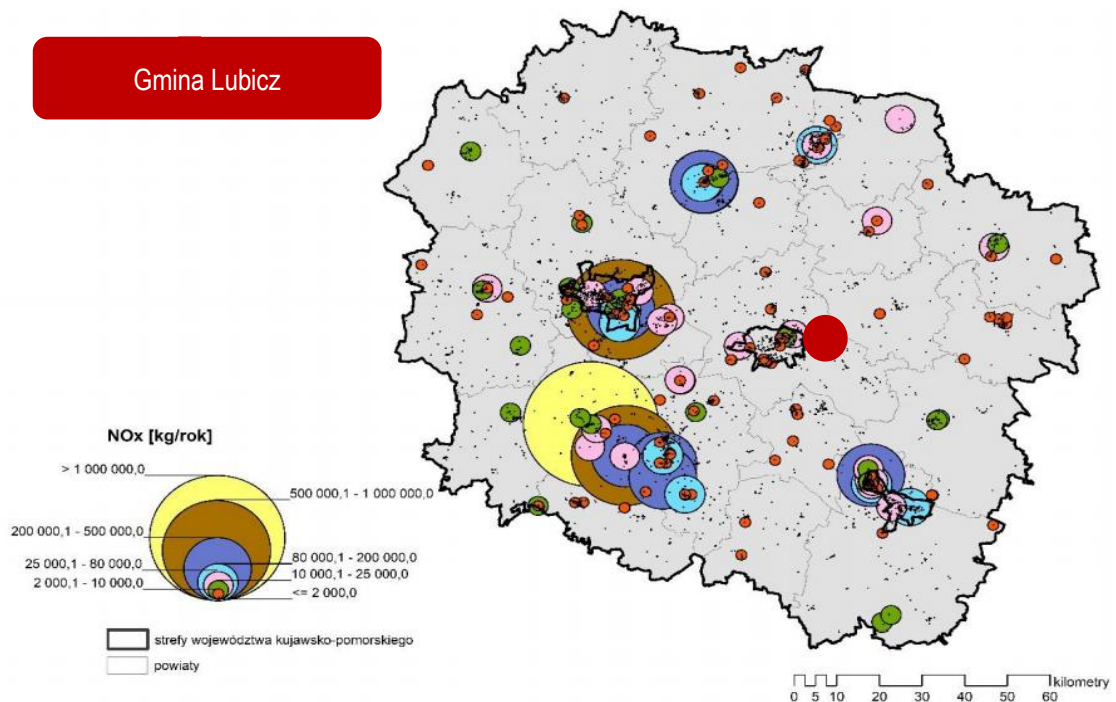 Gmina Lubicz
NOx [kg/rok]
> 1 000 000,0
500 000,1 - 1 000 000,0
200 000,1 - 500 000,0
80 000,1 - 200 000,0
25 000,1 - 80 000,0
10 000,1 - 25 000,0
2 000,1 - 10 000,0
<= 2 000,0
strefy województwa kujawsko-pomorskiego
powiaty
kilometry
0 5 10 20 30 40 50 60